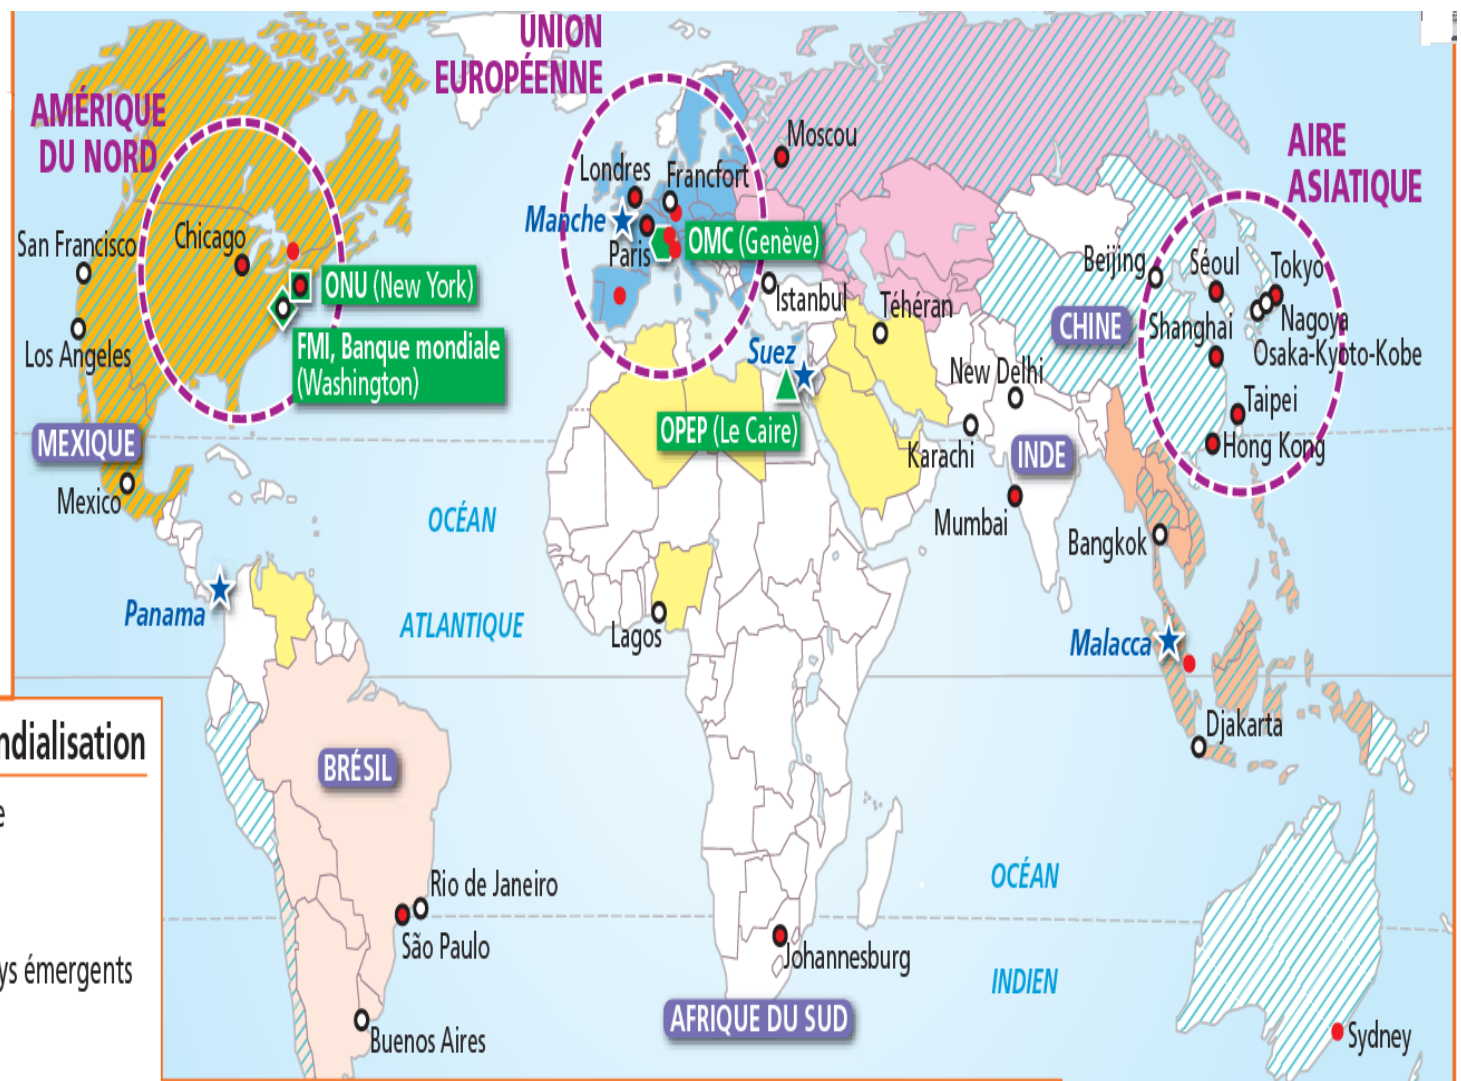 UNION
EUROPÉENNE
AMÉRIQUE
DU NORD
AIRE
ASIATIQUE
Moscou
Londres
Francfort
Manche
Paris
OMC (Genève)
San Francisco
Chicago
ONU (New York)
Los Angeles
FMI, Banque mondiale
(Washington)
Istanbul
Téhéran
Suez
OPEP (Le Caire)
Beijing
Séoul
Tokyo
CHINE
Shanghai
Nagoya
Osaka-Kyoto-Kobe
New Delhi
Taipei
Karachi
INDE
Hong Kong
MEXIQUE
Mexico
Mumbai
Bangkok
OCÉAN
ATLANTIQUE
Panama
Lagos
Malacca
Djakarta
ndialisation
e
ys émergents
BRÉSIL
Rio de Janeiro
São Paulo
Buenos Aires
Johannesburg
AFRIQUE DU SUD
OCÉAN
INDIEN
Sydney